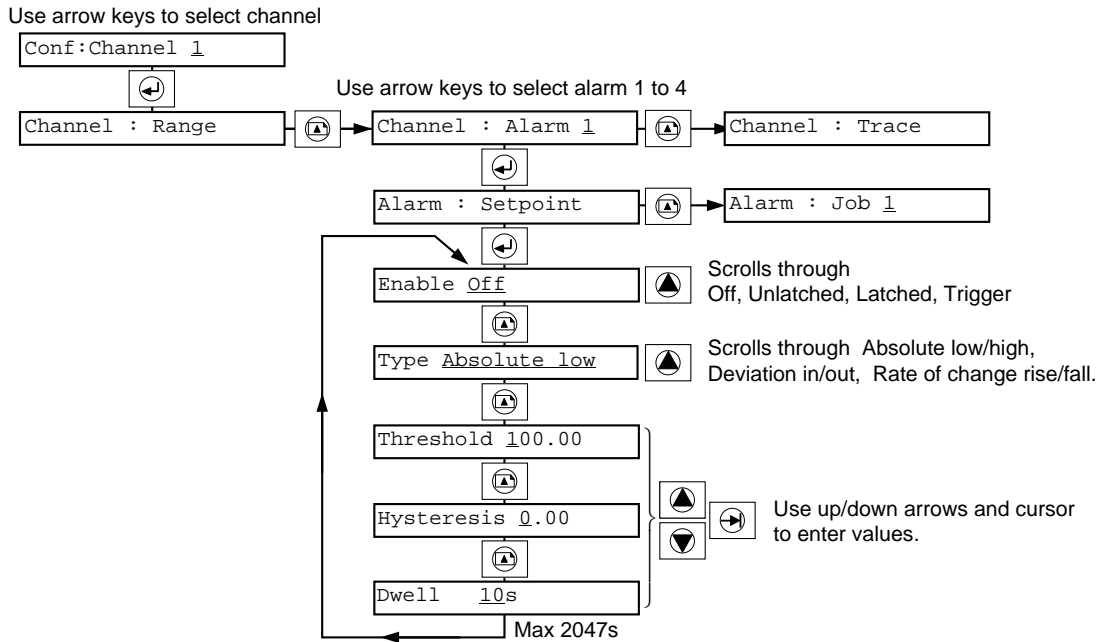 Use arrow keys to select channel
Conf:Channel 1
Use arrow keys to select alarm 1 to 4
Channel : Range
Channel : Alarm 1
Channel : Trace
Alarm : Setpoint
Alarm : Job 1
Enable Off
Scrolls through
Off, Unlatched, Latched, Trigger
Type Absolute low
Scrolls through Absolute low/high,
Deviation in/out, Rate of change rise/fall.
Threshold 100.00
Hysteresis 0.00
Use up/down arrows and cursor
to enter values.
Dwell 10s
Max 2047s